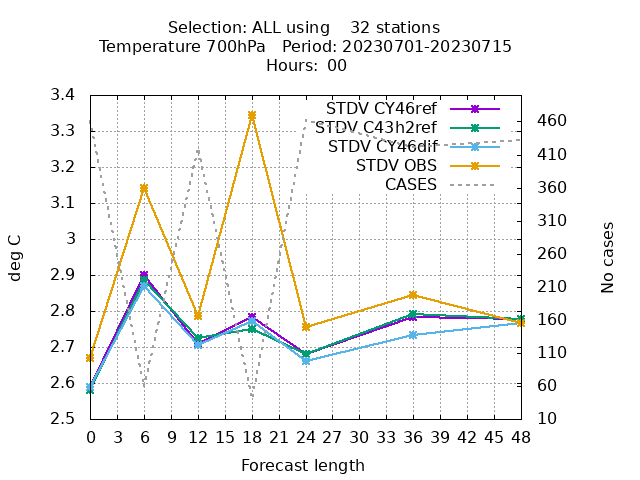 Selection: ALL using    32 stations
Temperature 700hPa   Period: 20230701-20230715
Hours: 00
STDV CY46ref
STDV C43h2ref
STDV CY46dif
STDV OBS
CASES
deg C
3.4
3.3
3.2
3.1
3
2.9
2.8
2.7
2.6
2.5
460
410
360
310
260
210
160
110
60
10
No cases
0 3 6 9 12 15 18 21 24 27 30 33 36 39 42 45 48
Forecast length